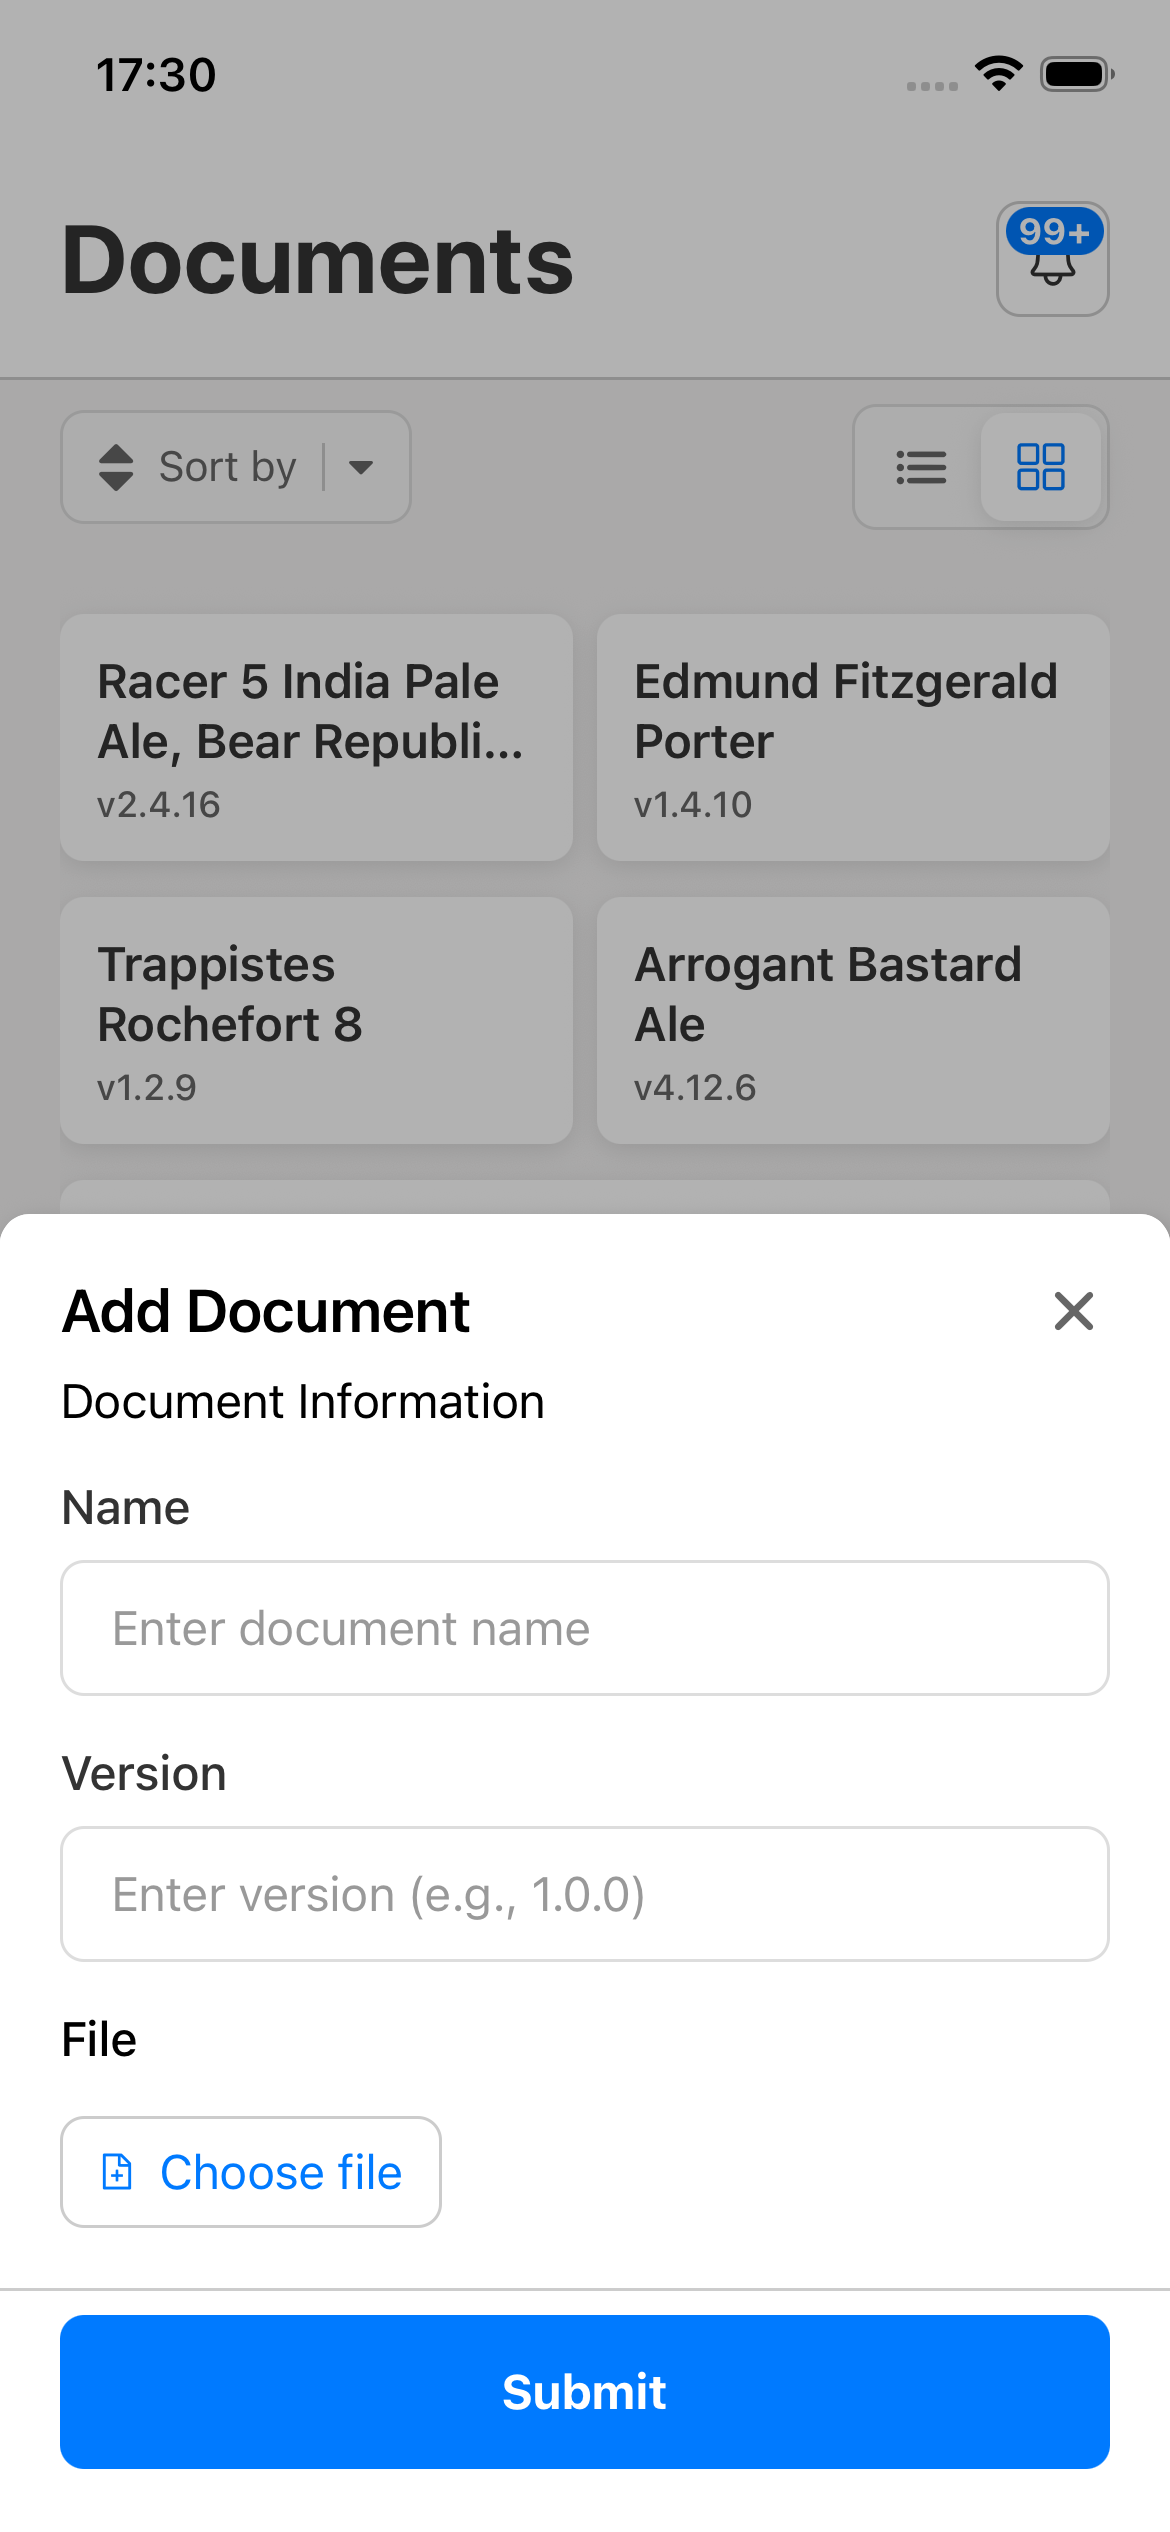 17:30
Documents
99+
Sort by
Racer 5 India Pale
Ale, Bear Republi...
v2.4.16
Edmund Fitzgerald
Porter
v1.4.10
Trappistes
Rochefort 8
v1.2.9
Arrogant Bastard
Ale
v4.12.6
Add Document
Document Information
Name
Enter document name
Version
Enter version (e.g., 1.0.0)
File
Choose file
Submit